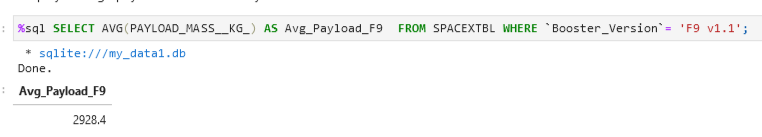 %sql SELECT AVG(PAYLOAD_MASS__KG_) AS Avg_Payload_F9  FROM SPACEXTBL WHERE `Booster_Version`= 'F9 v1.1';
* sqlite:///my_data1.db
Done.
Avg_Payload_F9
2928.4